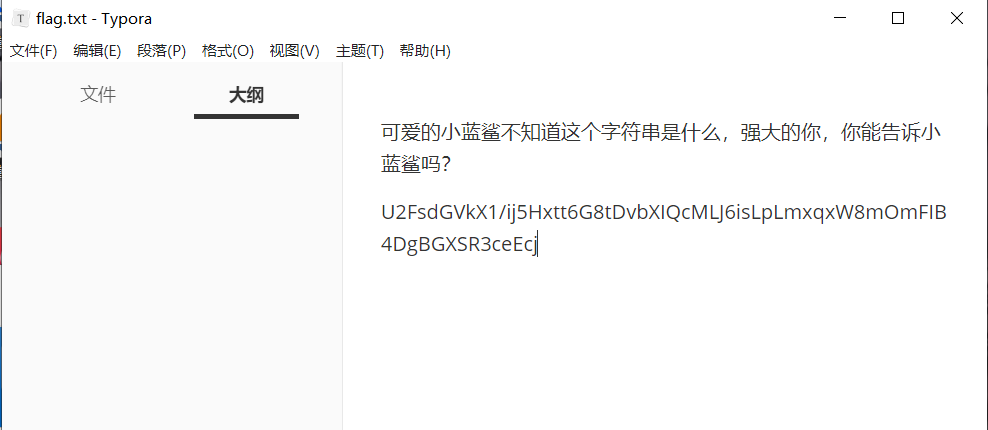 flag.txt - Typora
文件(F) 编辑(E) 段落(P) 格式(O) 视图(V) 主题(T) 帮助(H)
文件 大纲
可爱的小蓝鲨不知道这个字符串是什么，强大的你，你能告诉小
蓝鲨吗？
U2FsdGVkX1/ij5Hxtt6G8tDvbXIQcMLJ6isLpLmxqxW8mOmFIB
4DgBGXSR3ceEcj